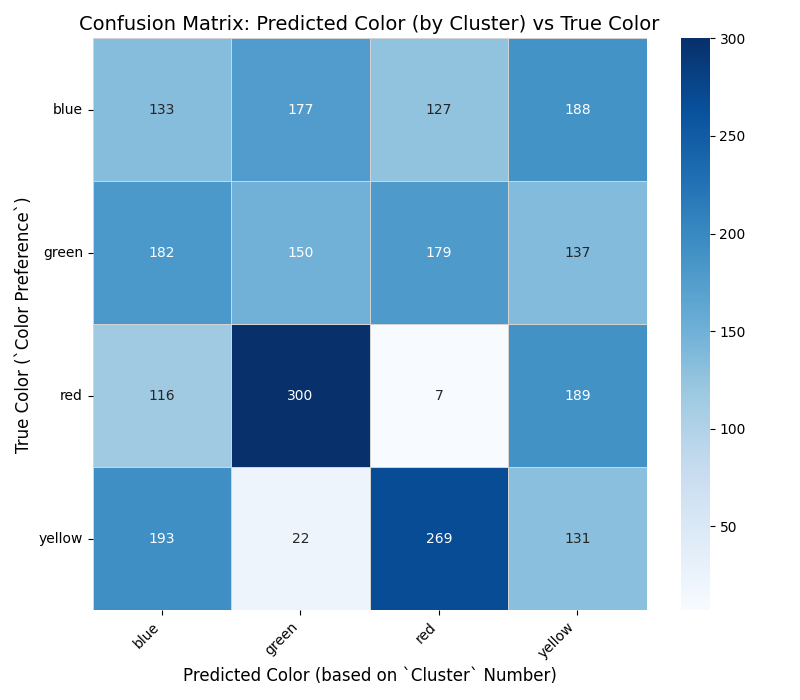 Confusion Matrix: Predicted Color (by Cluster) vs True Color
True Color (`Color Preference`)
blue 133 177 127 188
green 182 150 179 137
red 116 300 7 189
yellow 193 22 269 131
blue green red yellow
Predicted Color (based on `Cluster` Number)
300
250
200
150
100
50